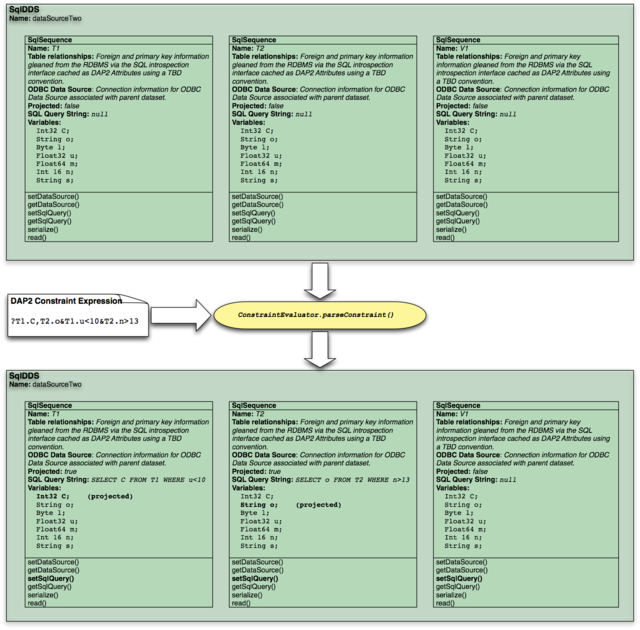 SqlDDS
Name: dataSourceTwo
SqlSequence
Name: T1
Table relationships: Foreign and primary key information
gleaned from the RDBMS via the SQL introspection
interface cached as DAP2 Attributes using a TBD
convention.
ODBC Data Source: Connection information for ODBC
Data Source associated with parent dataset.
Projected: false
SQL Query String: null
Variables:
Int32 C;
String o;
Byte l;
Float32 u;
Float64 m;
Int 16 n;
String s;
setDataSource()
getDataSource()
setSqlQuery()
getSqlQuery()
serialize()
read()
SqlSequence
Name: T2
Table relationships: Foreign and primary key information
gleaned from the RDBMS via the SQL introspection
interface cached as DAP2 Attributes using a TBD
convention.
ODBC Data Source: Connection information for ODBC
Data Source associated with parent dataset.
Projected: false
SQL Query String: null
Variables:
Int32 C;
String o;
Byte l;
Float32 u;
Float64 m;
Int 16 n;
String s;
setDataSource()
getDataSource()
setSqlQuery()
getSqlQuery()
serialize()
read()
SqlSequence
Name: V1
Table relationships: Foreign and primary key
information gleaned from the RDBMS via the SQL
introspection interface cached as DAP2 Attributes using
a TBD convention.
ODBC Data Source: Connection information for ODBC
Data Source associated with parent dataset.
Projected: false
SQL Query String: null
Variables:
Int32 C;
String o;
Byte l;
Float32 u;
Float64 m;
Int 16 n;
String s;
setDataSource()
getDataSource()
setSqlQuery()
getSqlQuery()
serialize()
read()
DAP2 Constraint Expression
?T1.C,T2.o&T1.u<10&T2.n>13
ConstraintEvaluator.parseConstraint()
SqlDDS
Name: dataSourceTwo
SqlSequence
Name: T1
Table relationships: Foreign and primary key information
gleaned from the RDBMS via the SQL introspection
interface cached as DAP2 Attributes using a TBD
convention.
ODBC Data Source: Connection information for ODBC
Data Source associated with parent dataset.
Projected: true
SQL Query String: SELECT C FROM T1 WHERE u<10
Variables:
Int32 C; (projected)
String o;
Byte l;
Float32 u;
Float64 m;
Int 16 n;
String s;
setDataSource()
getDataSource()
setSqlQuery()
getSqlQuery()
serialize()
read()
SqlSequence
Name: T2
Table relationships: Foreign and primary key information
gleaned from the RDBMS via the SQL introspection
interface cached as DAP2 Attributes using a TBD
convention.
ODBC Data Source: Connection information for ODBC
Data Source associated with parent dataset.
Projected: true
SQL Query String: SELECT o FROM T2 WHERE n>13
Variables:
Int32 C;
String o; (projected)
Byte l;
Float32 u;
Float64 m;
Int 16 n;
String s;
setDataSource()
getDataSource()
setSqlQuery()
getSqlQuery()
serialize()
read()
SqlSequence
Name: V1
Table relationships: Foreign and primary key
information gleaned from the RDBMS via the SQL
introspection interface cached as DAP2 Attributes using
a TBD convention.
ODBC Data Source: Connection information for ODBC
Data Source associated with parent dataset.
Projected: false
SQL Query String: null
Variables:
Int32 C;
String o;
Byte l;
Float32 u;
Float64 m;
Int 16 n;
String s;
setDataSource()
getDataSource()
setSqlQuery()
getSqlQuery()
serialize()
read()